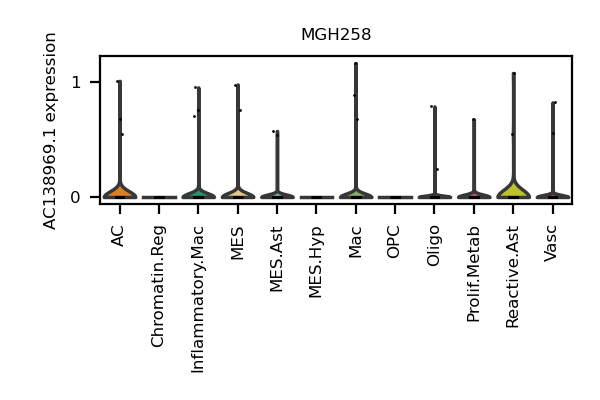 MGH258
AC138969.1 expression
1
0
AC
Chromatin.Reg
Inflammatory.Mac
MES
MES.Ast
MES.Hyp
Mac
OPC
Oligo
Prolif.Metab
Reactive.Ast
Vasc